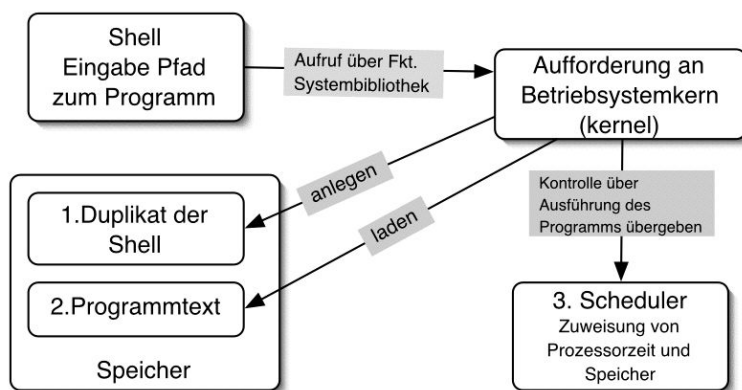 Shell
Eingabe Pfad
zum Programm
Aufruf über Fkt.
Systembibliothek
Aufforderung an
Betriebsystemkern
(kernel)
anlegen
laden
Kontrolle über
Ausführung des
Programms übergeben
1.Duplikat der
Shell
2.Programmtext
Speicher
3. Scheduler
Zuweisung von
Prozessorzeit und
Speicher